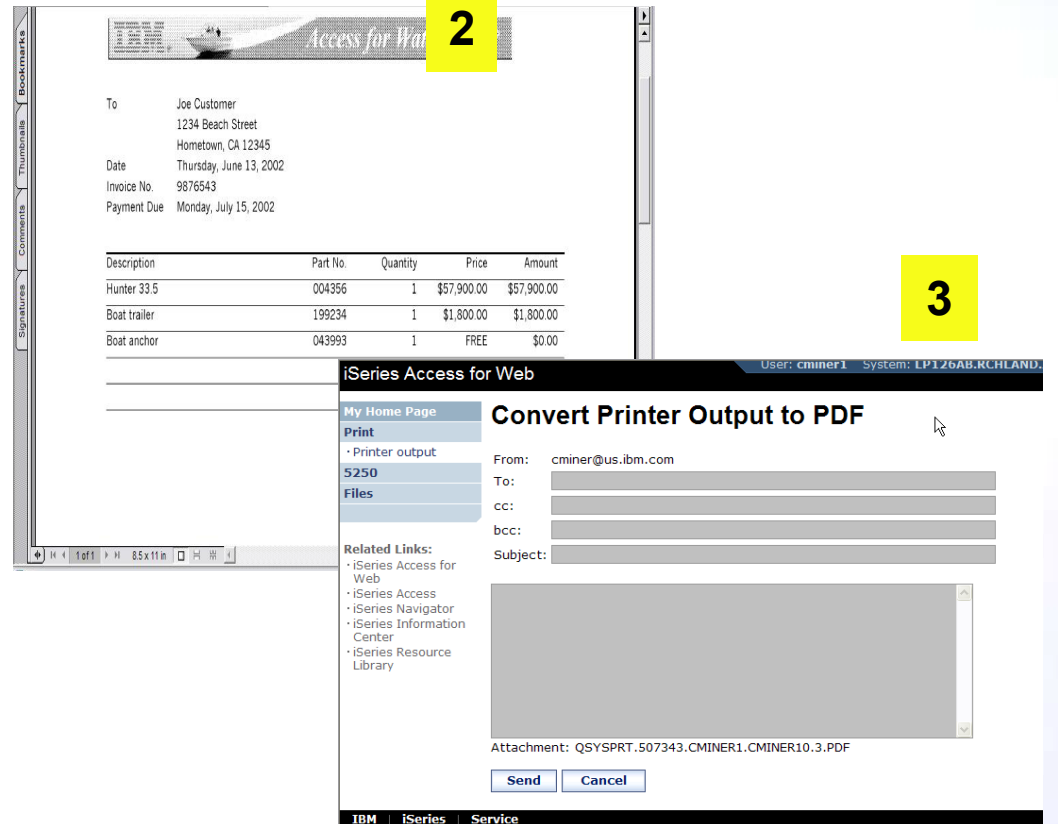 2
Bookmarks
Thumbnails
Comments
Signatures
IBM.
Access for
To Joe Customer
1234 Beach Street
Hometown, CA 12345
Date Thursday, June 13, 2002
Invoice No. 9876543
Payment Due Monday, July 15, 2002
Description Part No. Quantity Price Amount
Hunter 33.5 004356 1 $57,900.00 $57,900.00
Boat trailer 199234 1 $1,800.00 $1,800.00
Boat anchor 043993 1 FREE $0.00
1 of 1 8.5 x 11 in
3
iSeries Access for Web
User: cminer1 System: LP126AB.RCHLAND.
My Home Page
Print
· Printer output
5250
Files
Related Links:
· iSeries Access for
Web
· iSeries Access
· iSeries Navigator
· iSeries Information
Center
· iSeries Resource
Library
Convert Printer Output to PDF
From: cminer@us.ibm.com
To:
cc:
bcc:
Subject:
Attachment: QSYSPRT.507343.CMINER1.CMINER10.3.PDF
Send Cancel
IBM | iSeries | Service